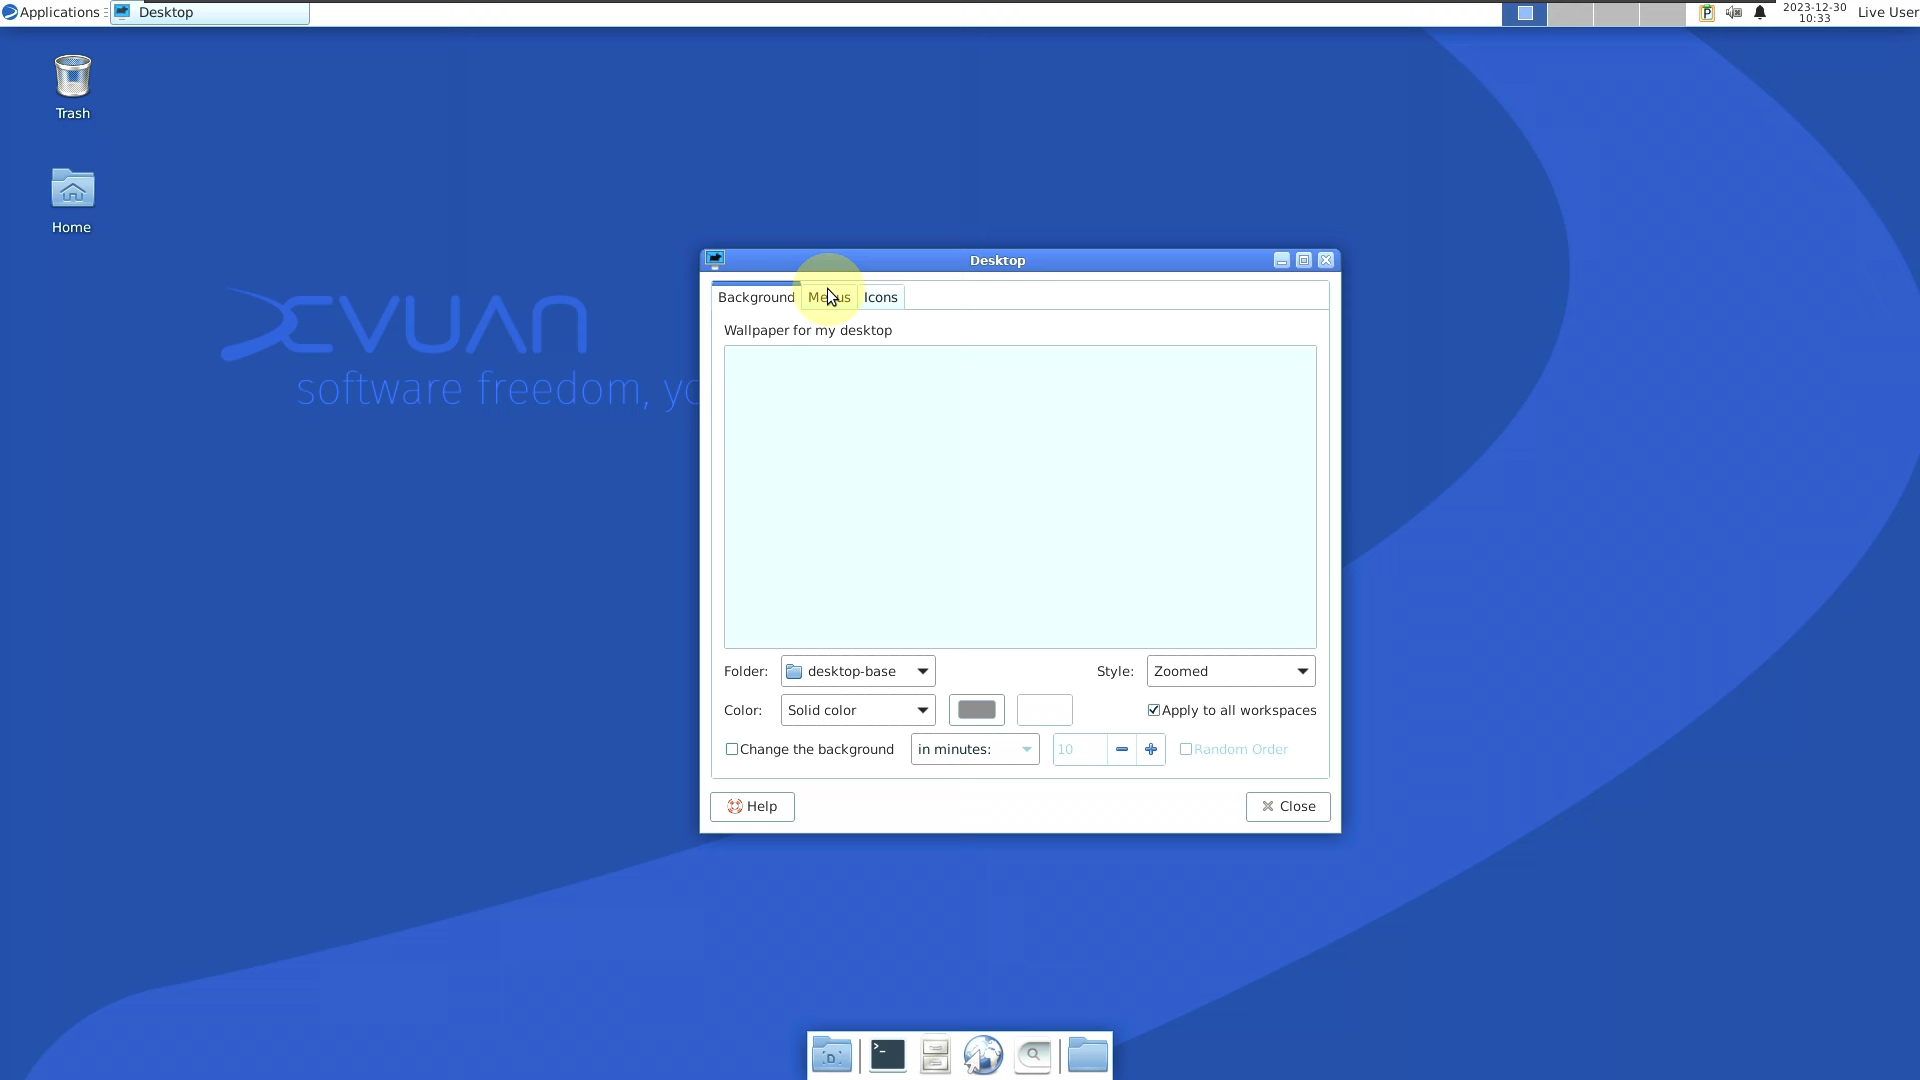 Applications
Desktop
2023-12-30
10:33
Live User
Trash
Home
DEVUAN
software freedom,
Desktop
Background
Menus
Icons
Wallpaper for my desktop
Folder:
desktop-base
Style:
Zoomed
Color:
Solid color
Apply to all workspaces
Change the background
in minutes:
10
Random Order
Help
Close